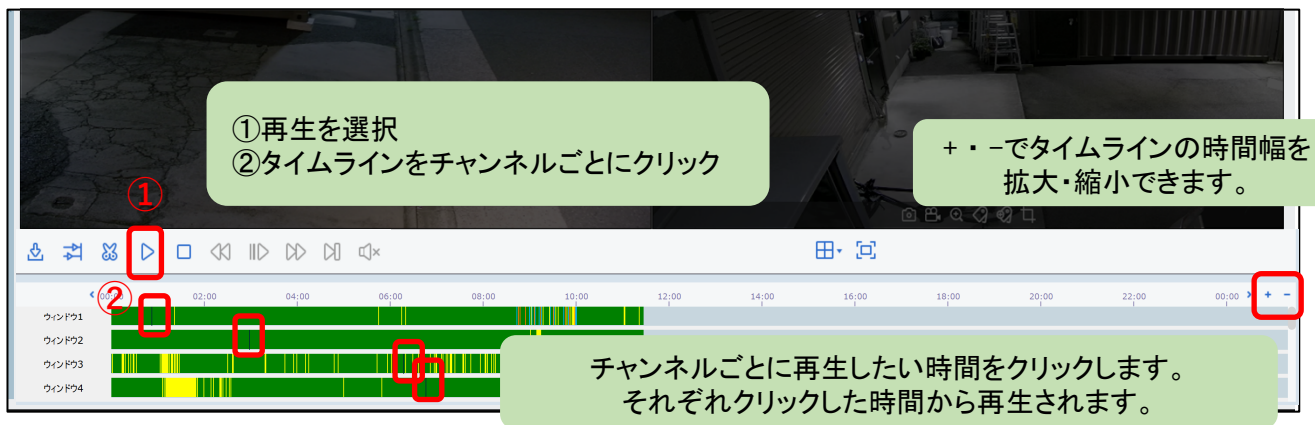 ①再生を選択
②タイムラインをチャンネルごとにクリック
+・-でタイムラインの時間幅を
拡大・縮小できます。
①
②
00:00 02:00 04:00 06:00 08:00 10:00 12:00 14:00 16:00 18:00 20:00 22:00 00:00 + -
ウィンドウ1
ウィンドウ2
ウィンドウ3
ウィンドウ4
チャンネルごとに再生したい時間をクリックします。
それぞれクリックした時間から再生されます。